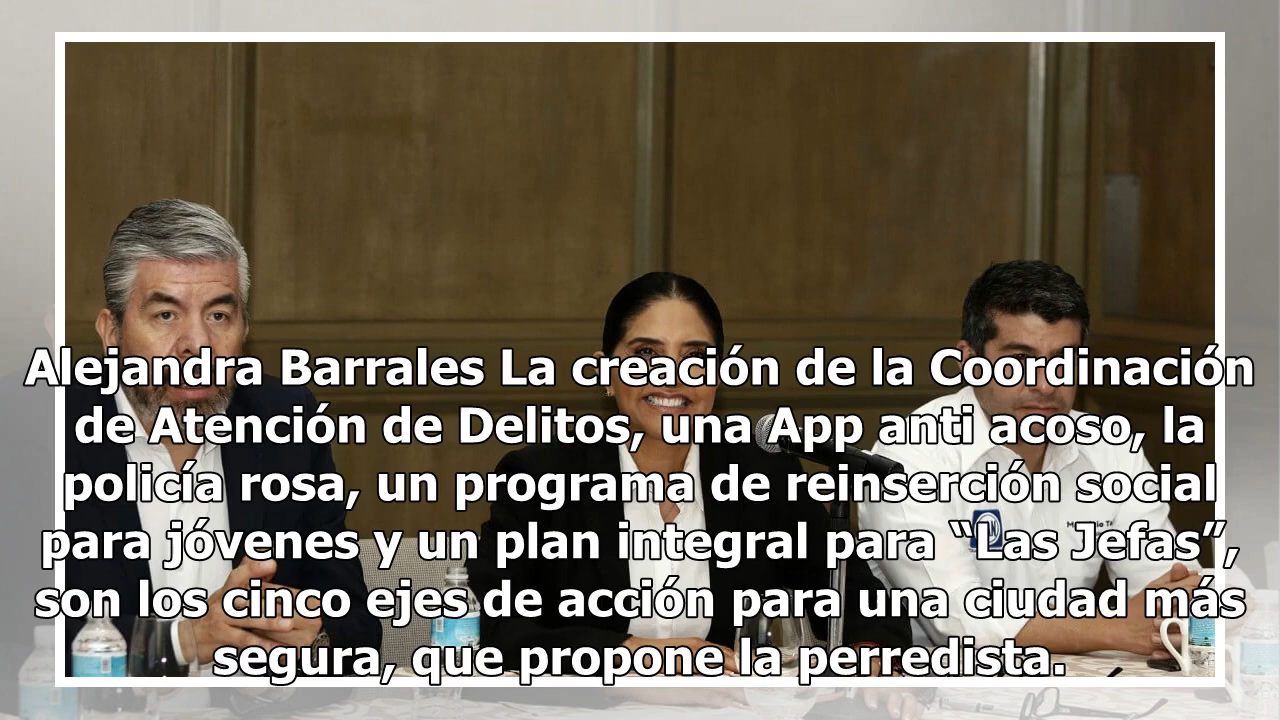 Alejandra Barrales La creación de la Coordinación
de Atención de Delitos, una App anti acoso, la
policía rosa, un programa de reinserción social
para jóvenes y un plan integral para “Las Jefas”,
son los cinco ejes de acción para una ciudad más
segura, que propone la perredista.